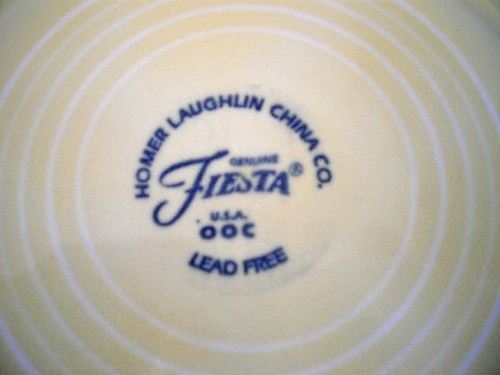 HOMER LAUGHLIN CHINA CO.
GENUINE
FIESTA®
U.S.A.
OOC
LEAD FREE